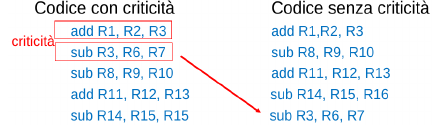 Codice con criticità
add R1, R2, R3
criticità
sub R3, R6, R7
sub R8, R9, R10
add R11, R12, R13
sub R14, R15, R15
Codice senza criticità
add R1,R2, R3
sub R8, R9, R10
add R11, R12, R13
sub R14, R15, R16
sub R3, R6, R7